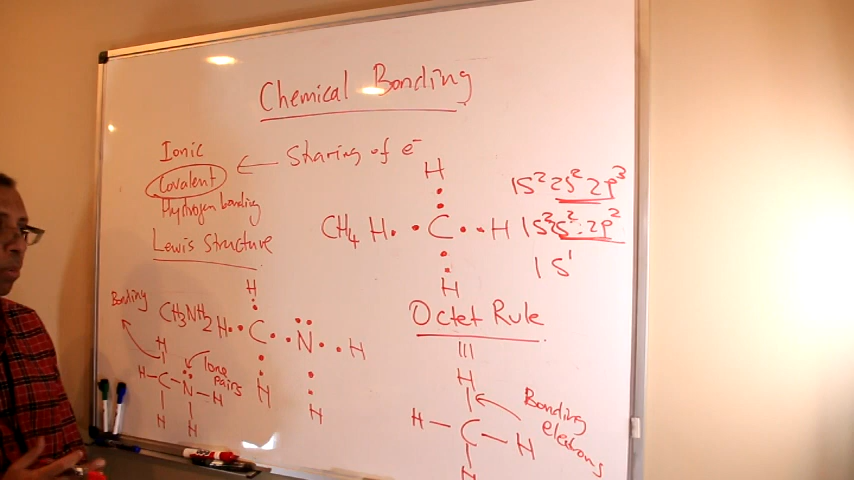 Chemical Bonding
Ionic
Covalent ← Sharing of e⁻
Hydrogen bonding
Lewis Structure
1S² 2S² 2P³
1S² 2S² 2P²
1S¹
H
CH₄ H C H
H
Octet Rule
Bonding
H
CH₃NH₂ H C N H
H H
lone
pairs
H
H-C-N-H
H H
H
H-C-H
H
Bonding
elections